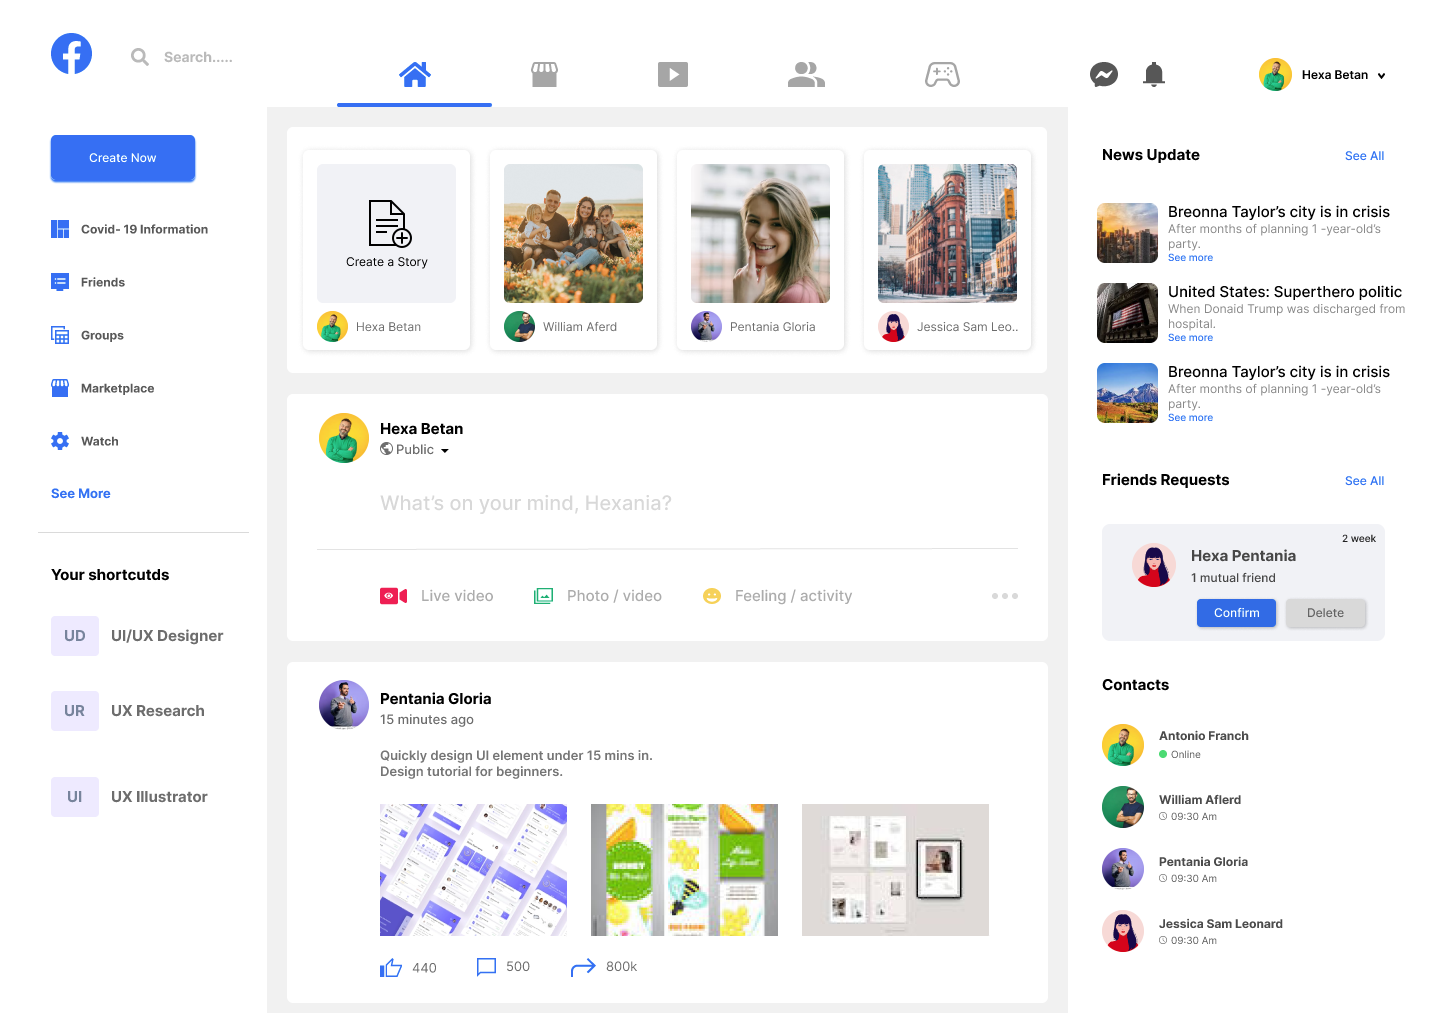 Search.....
Hexa Betan
Create Now
Covid- 19 Information
Friends
Groups
Marketplace
Watch
See More
Your shortcutds
UD UI/UX Designer
UR UX Research
UI UX Illustrator
Create a Story
Hexa Betan
William Aferd
Pentania Gloria
Jessica Sam Leo..
Hexa Betan
Public
What's on your mind, Hexania?
Live video
Photo / video
Feeling / activity
Pentania Gloria
15 minutes ago
Quickly design UI element under 15 mins in.
Design tutorial for beginners.
HONEY
440
500
800k
News Update
See All
Breonna Taylor’s city is in crisis
After months of planning 1 -year-old’s
party.
See more
United States: Superthero politic
When Donaid Trump was discharged from
hospital.
See more
Breonna Taylor’s city is in crisis
After months of planning 1 -year-old’s
party.
See more
Friends Requests
See All
2 week
Hexa Pentania
1 mutual friend
Confirm
Delete
Contacts
Antonio Franch
Online
William Aflerd
09:30 Am
Pentania Gloria
09:30 Am
Jessica Sam Leonard
09:30 Am